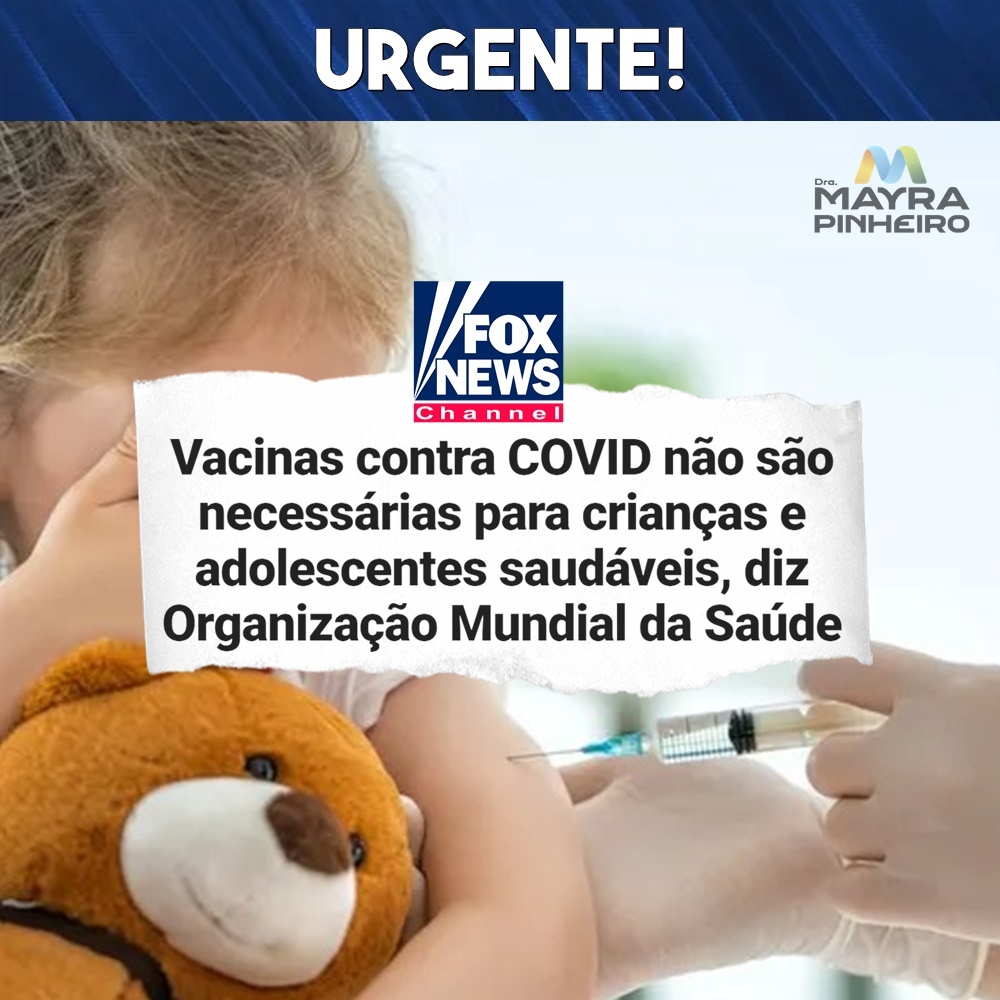 URGENTE!
Dra.
MAYRA
PINHEIRO
FOX
NEWS
Channel
Vacinas contra COVID não são
necessárias para crianças e
adolescentes saudáveis, diz
Organização Mundial da Saúde